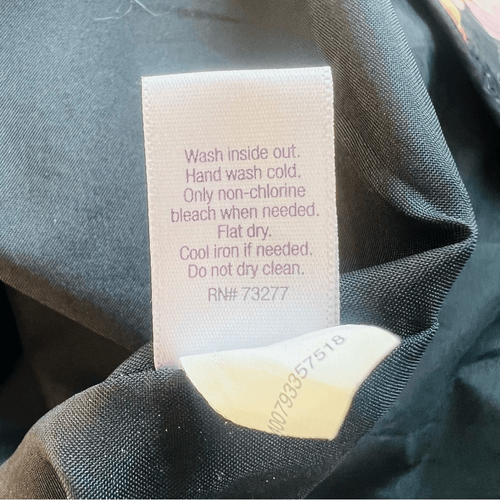 Wash inside out.
Hand wash cold.
Only non-chlorine
bleach when needed.
Flat dry.
Cool iron if needed.
Do not dry clean.
RN# 73277
400793357518